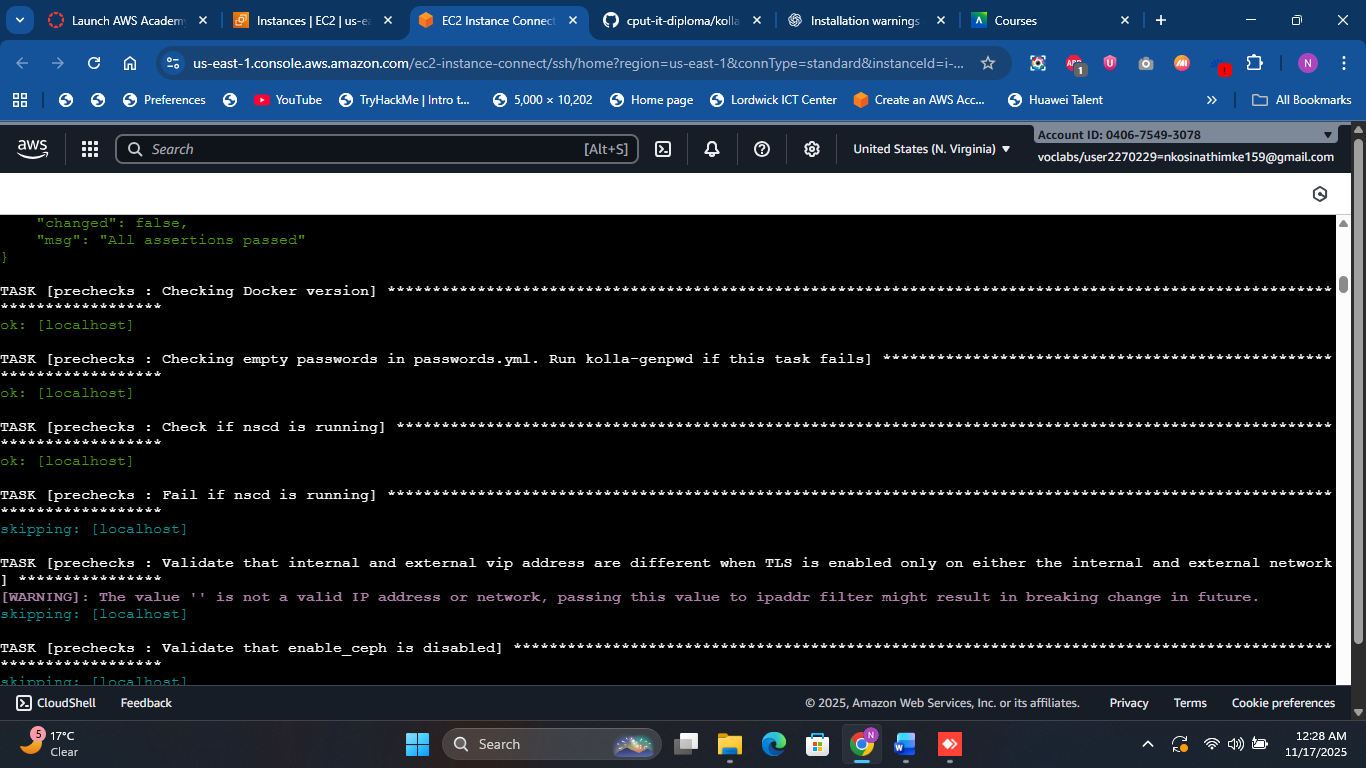 Launch AWS Academy
Instances | EC2 | us-ea
EC2 Instance Connect
cput-it-diploma/kolla
Installation warnings
Courses
us-east-1.console.aws.amazon.com/ec2-instance-connect/ssh/home?region=us-east-1&connType=standard&instanceId=i-...
1
N
Preferences
YouTube
TryHackMe | Intro t...
5,000 × 10,202
Home page
Lordwick ICT Center
Create an AWS Acc...
Huawei Talent
»
All Bookmarks
aws
Search
[Alt+S]
United States (N. Virginia)
Account ID: 0406-7549-3078
voclabs/user2270229=nkosinathimke159@gmail.com
"changed": false,
"msg": "All assertions passed"
}
TASK [prechecks : Checking Docker version] *********************************************************************************************************
******************
ok: [localhost]
TASK [prechecks : Checking empty passwords in passwords.yml. Run kolla-genpwd if this task fails] **************************************************
******************
ok: [localhost]
TASK [prechecks : Check if nscd is running] ********************************************************************************************************
******************
ok: [localhost]
TASK [prechecks : Fail if nscd is running] *********************************************************************************************************
******************
skipping: [localhost]
TASK [prechecks : Validate that internal and external vip address are different when TLS is enabled only on either the internal and external network
] ****************
[WARNING]: The value '' is not a valid IP address or network, passing this value to ipaddr filter might result in breaking change in future.
skipping: [localhost]
TASK [prechecks : Validate that enable_ceph is disabled] *******************************************************************************************
******************
skipping: [localhost]
CloudShell
Feedback
© 2025, Amazon Web Services, Inc. or its affiliates.
Privacy
Terms
Cookie preferences
5
17°C
Clear
Search
N
12:28 AM
11/17/2025